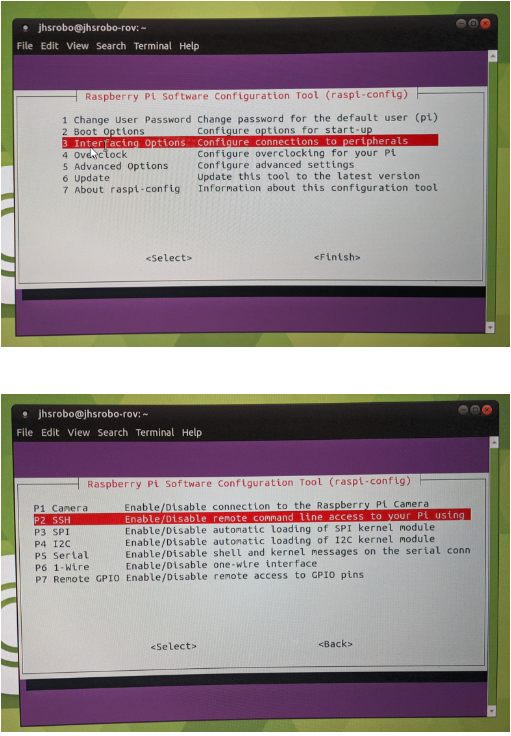 jhsrobo@jhsrobo-rov: ~
File Edit View Search Terminal Help
Raspberry Pi Software Configuration Tool (raspi-config)
1 Change User Password Change password for the default user (pi)
2 Boot Options Configure options for start-up
3 Interfacing Options Configure connections to peripherals
4 Overclock Configure overclocking for your Pi
5 Advanced Options Configure advanced settings
6 Update Update this tool to the latest version
7 About raspi-config Information about this configuration tool
<Select> <Finish>
jhsrobo@jhsrobo-rov: ~
File Edit View Search Terminal Help
Raspberry Pi Software Configuration Tool (raspi-config)
P1 Camera Enable/Disable connection to the Raspberry Pi Camera
P2 SSH Enable/Disable remote command line access to your Pi using
P3 SPI Enable/Disable automatic loading of SPI kernel module
P4 I2C Enable/Disable automatic loading of I2C kernel module
P5 Serial Enable/Disable shell and kernel messages on the serial conn
P6 1-Wire Enable/Disable one-wire interface
P7 Remote GPIO Enable/Disable remote access to GPIO pins
<Select> <Back>